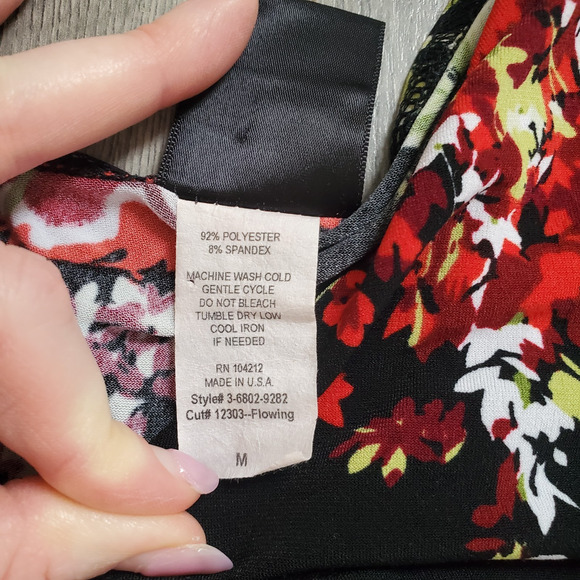 92% POLYESTER
8% SPANDEX
MACHINE WASH COLD
GENTLE CYCLE
DO NOT BLEACH
TUMBLE DRY LOW
COOL IRON
IF NEEDED
RN 104212
MADE IN U.S.A.
Style# 3-6802-9282
Cut# 12303--Flowing
M